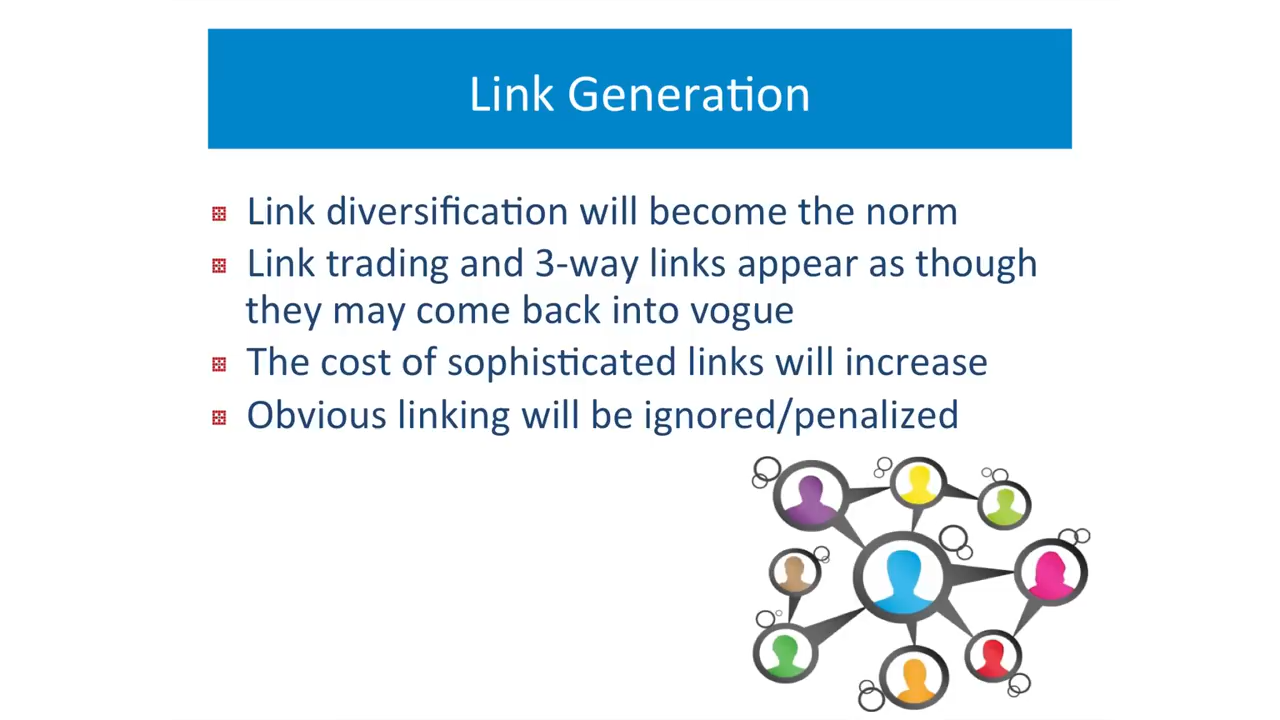 Link Generation
Link diversification will become the norm
Link trading and 3-way links appear as though
they may come back into vogue
The cost of sophisticated links will increase
Obvious linking will be ignored/penalized